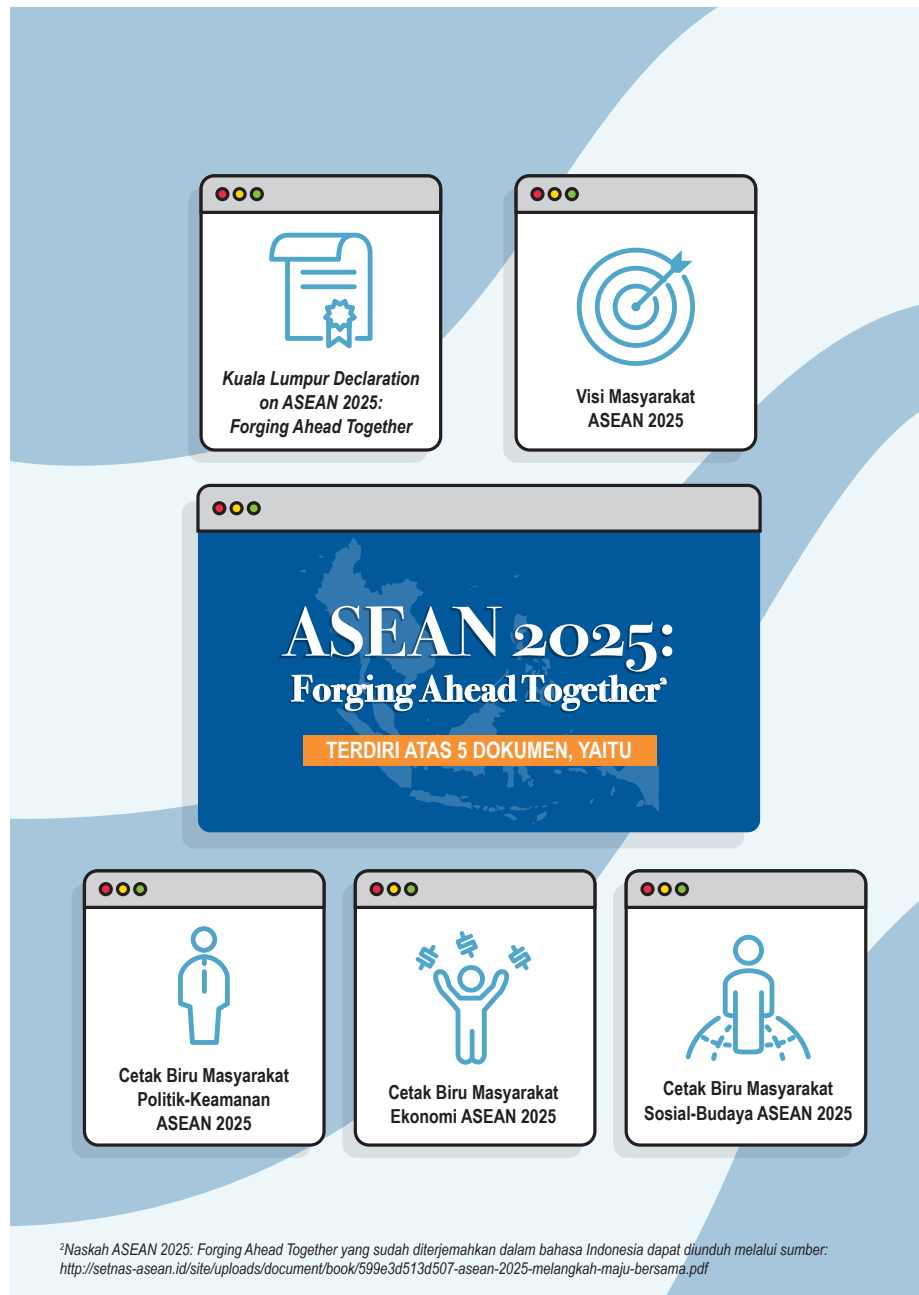 Kuala Lumpur Declaration
on ASEAN 2025:
Forging Ahead Together
Visi Masyarakat
ASEAN 2025
ASEAN 2025:
Forging Ahead Together²
TERDIRI ATAS 5 DOKUMEN, YAITU
Cetak Biru Masyarakat
Politik-Keamanan
ASEAN 2025
Cetak Biru Masyarakat
Ekonomi ASEAN 2025
Cetak Biru Masyarakat
Sosial-Budaya ASEAN 2025
²Naskah ASEAN 2025: Forging Ahead Together yang sudah diterjemahkan dalam bahasa Indonesia dapat diunduh melalui sumber:
http://setnas-asean.id/site/uploads/document/book/599e3d513d507-asean-2025-melangkah-maju-bersama.pdf